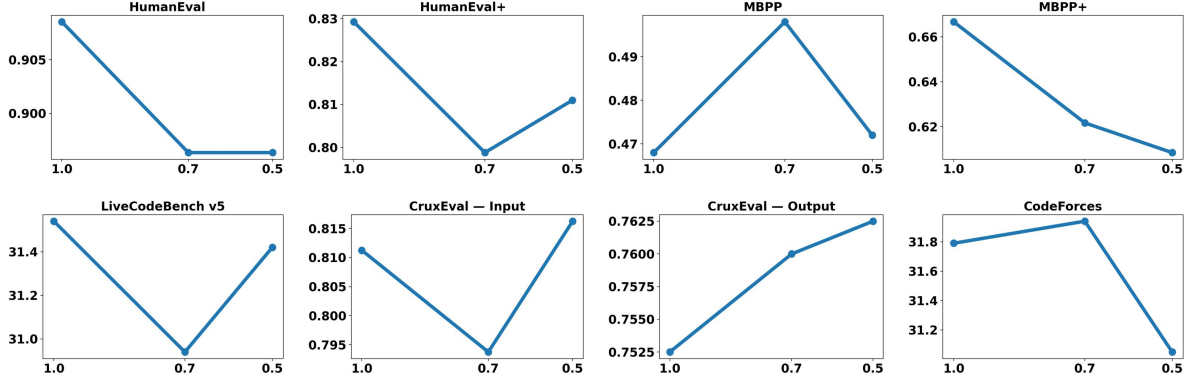 HumanEval
0.905
0.900
1.0 0.7 0.5
HumanEval+
0.83
0.82
0.81
0.80
1.0 0.7 0.5
MBPP
0.49
0.48
0.47
1.0 0.7 0.5
MBPP+
0.66
0.64
0.62
1.0 0.7 0.5
LiveCodeBench v5
31.4
31.2
31.0
1.0 0.7 0.5
CruxEval — Input
0.815
0.810
0.805
0.800
0.795
1.0 0.7 0.5
CruxEval — Output
0.7625
0.7600
0.7575
0.7550
0.7525
1.0 0.7 0.5
CodeForces
31.8
31.6
31.4
31.2
1.0 0.7 0.5